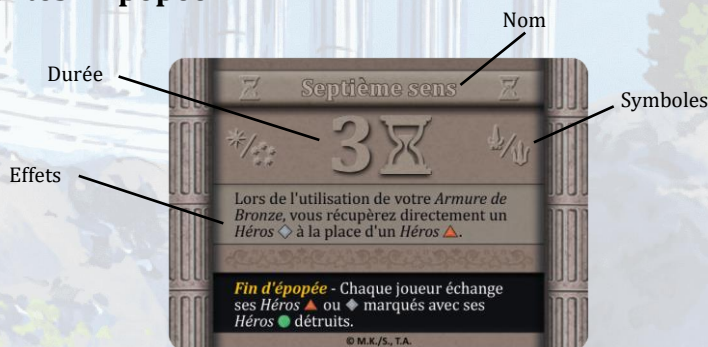 Nom
Durée
Septième sens
Symboles
3
Effets
Lors de l'utilisation de votre Armure de
Bronze, vous récupèrez directement un
Héros à la place d'un Héros .
Fin d'épopée - Chaque joueur échange
ses Héros ou marqués avec ses
Héros détruits.
© M.K./S., T.A.